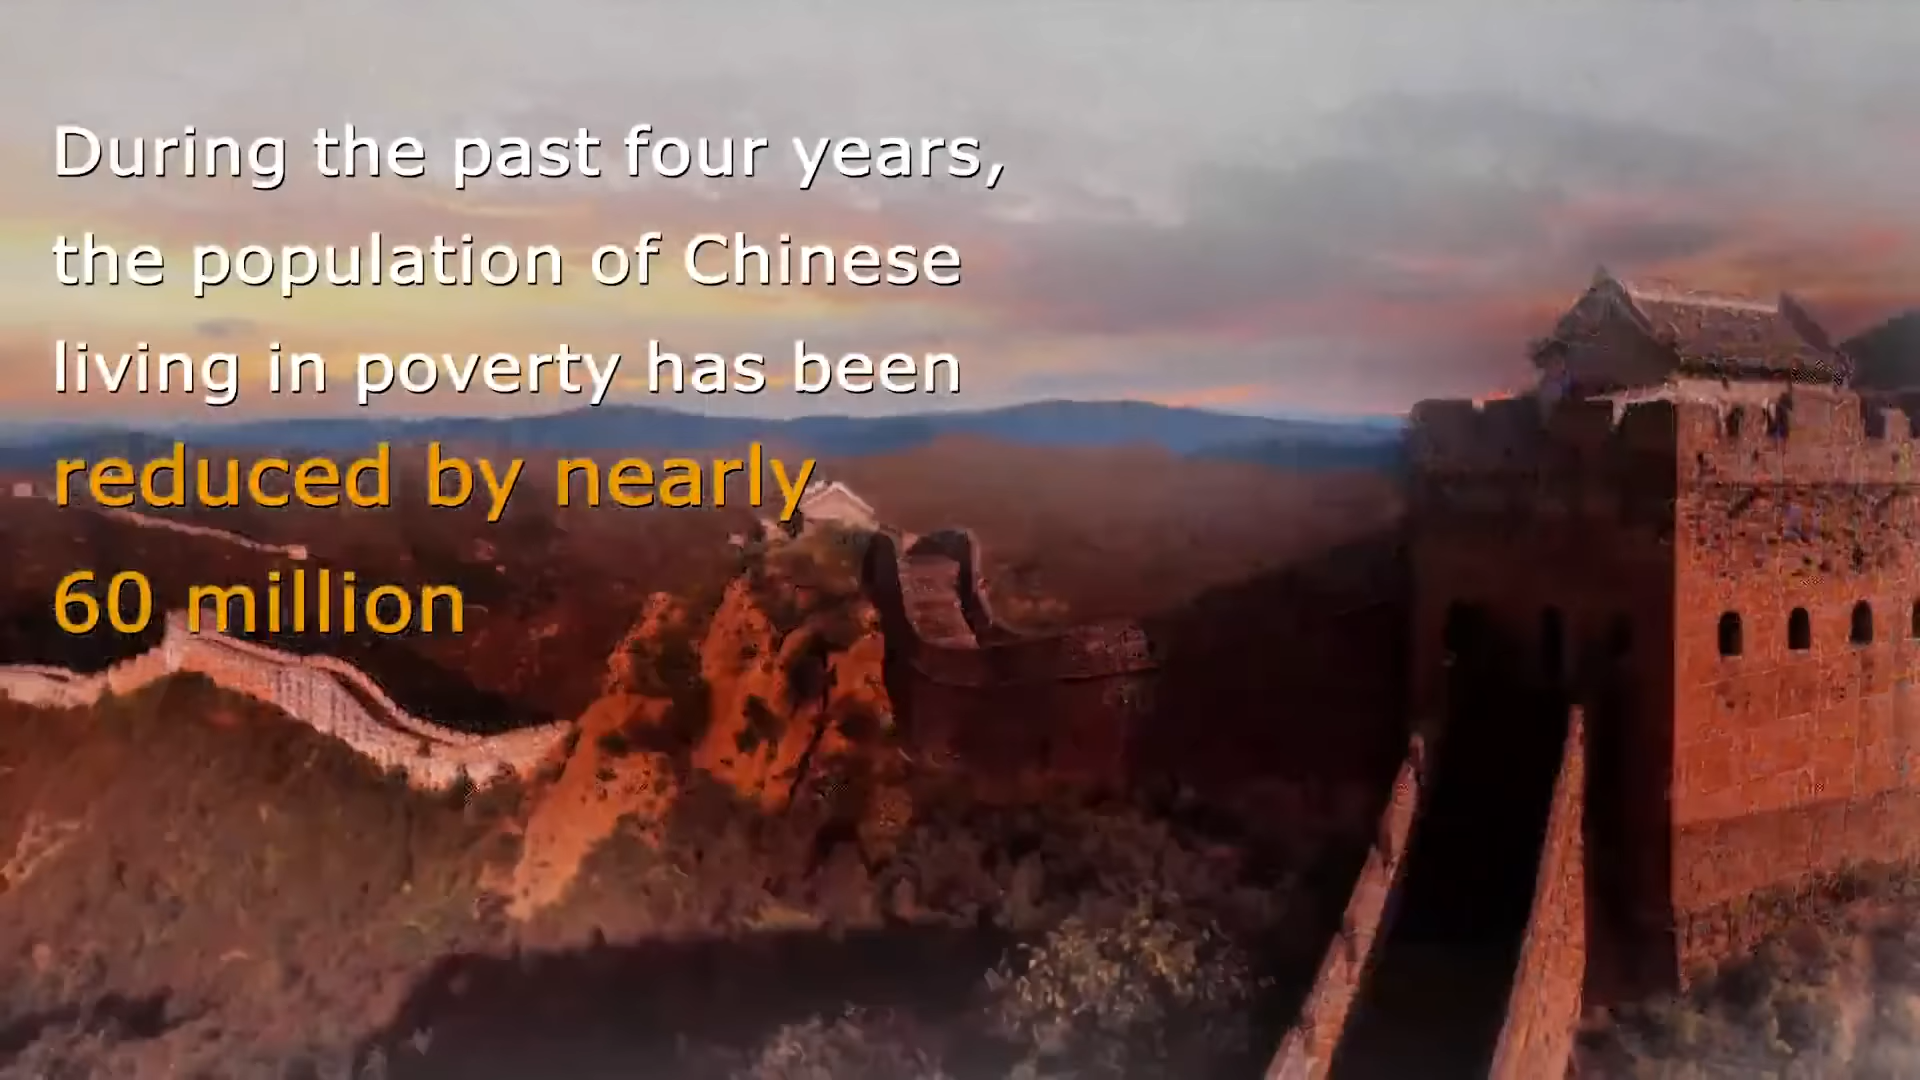 During the past four years,
the population of Chinese
living in poverty has been
reduced by nearly
60 million